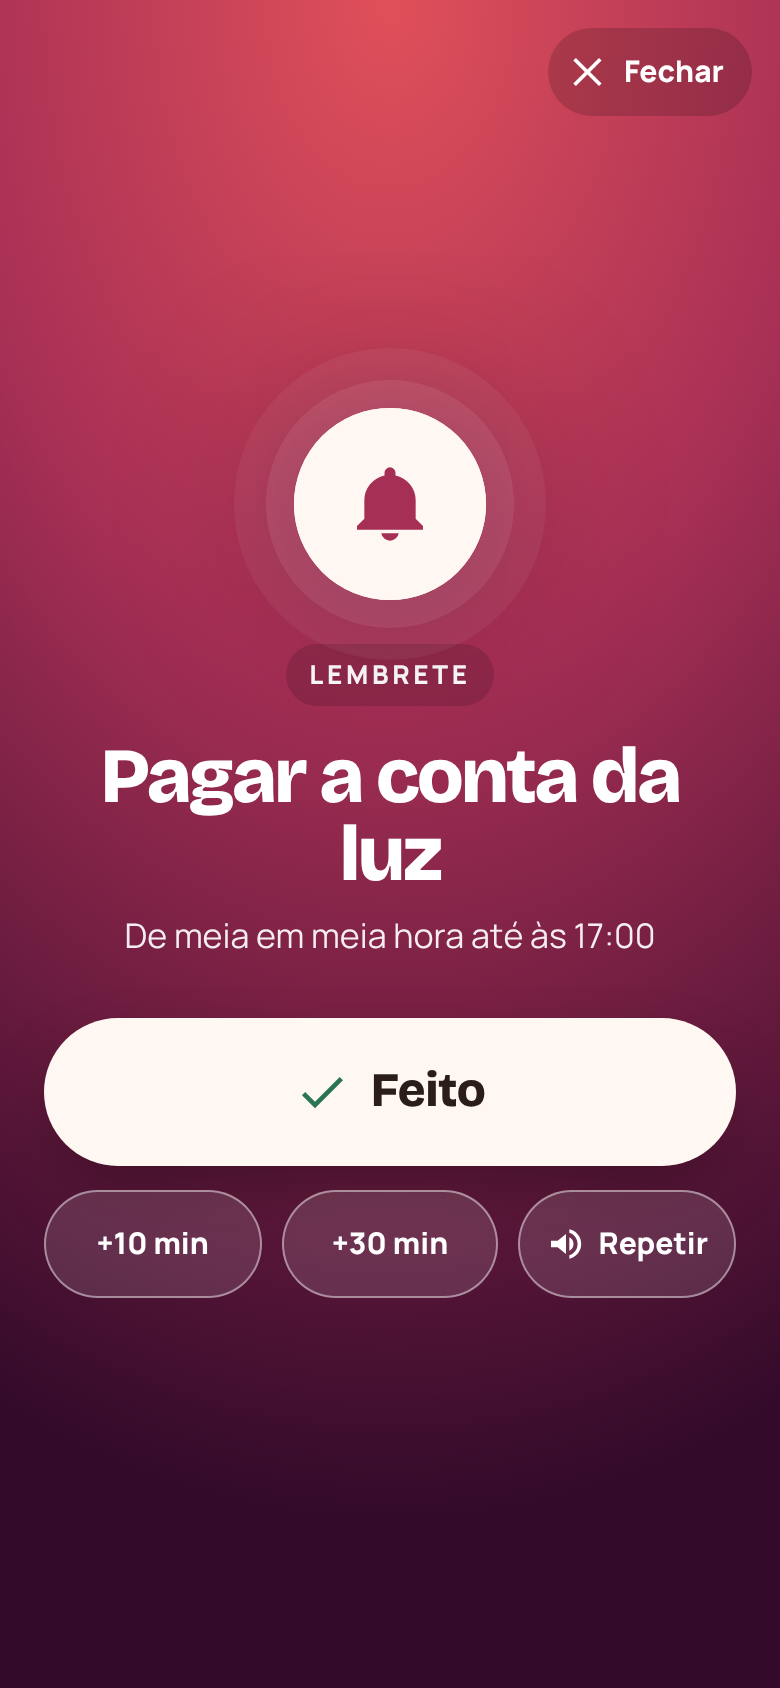 Fechar
LEMBRETE
Pagar a conta da
luz
De meia em meia hora até às 17:00
Feito
+10 min
+30 min
Repetir